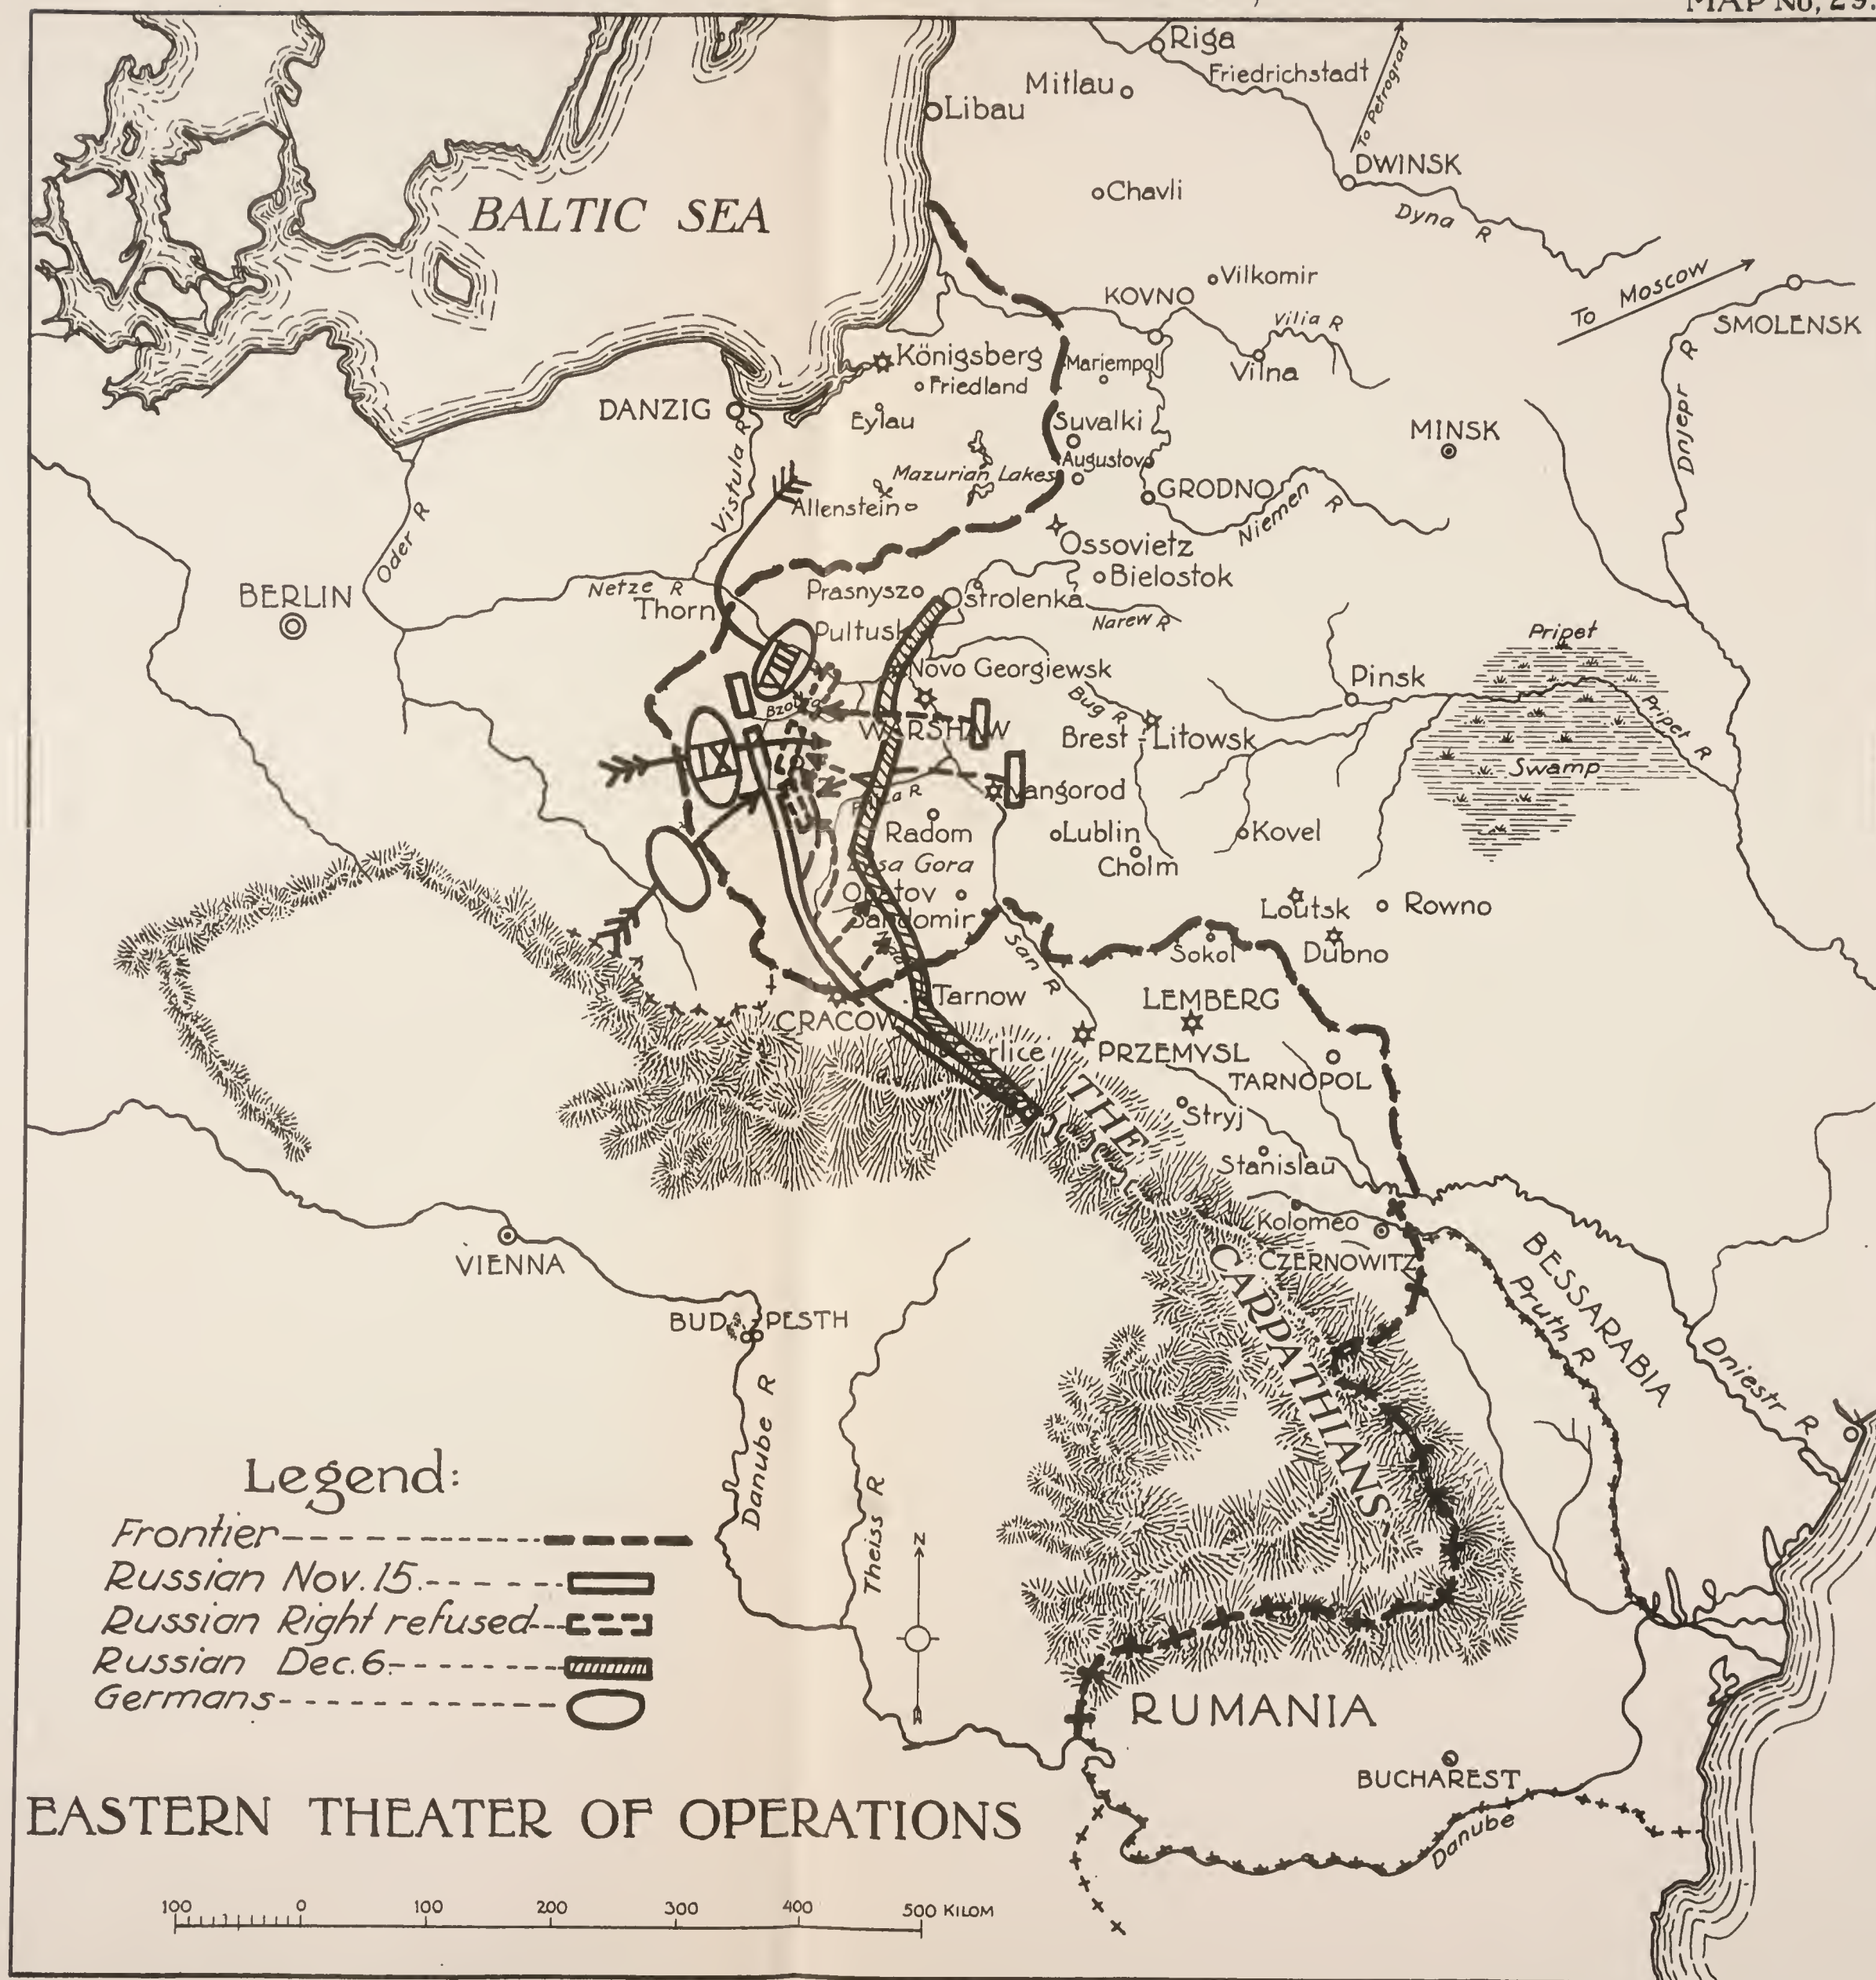 MAP No, 29.
Riga
Friedrichstadt
To Petrograd
Mitlau
Libau
DWINSK
Chavli
Dyna R
BALTIC SEA
Vilkomir
KOVNO
To Moscow
Vilia R
SMOLENSK
Königsberg
Mariempol
Vilna
Friedland
DANZIG
Eylau
Suvalki
MINSK
Dnjepr R
Vistula R
Augustovo
Mazurian Lakes
GRODNO
Allenstein
Niemen R
Oder R
Ossovietz
Bielostok
BERLIN
Netze R
Prasnyszo
Ostrolenka
Thorn
Narew R
Pultusk
Pripet
Novo Georgiewsk
Pinsk
Bug R
Pripet R
WARSHAW
Brest-Litowsk
Swamp
Ivangorod
Radom
Lublin
Kovel
Cholm
Lysa Gora
Opatov
Loutsk
Rowno
Sandomir
San R
Sokol
Dubno
Tarnow
LEMBERG
CRACOW
Gorlice
PRZEMYSL
TARNOPOL
THE
Stryj
Stanislau
Kolomeo
CZERNOWITZ
VIENNA
BUDA-PESTH
CARPATHIANS
BESSARABIA
Pruth R
Dniestr R
Danube R
Theiss R
N
Legend:
Frontier
Russian Nov. 15.
Russian Right refused
Russian Dec. 6
Germans
RUMANIA
BUCHAREST
Danube
EASTERN THEATER OF OPERATIONS
100 0 100 200 300 400 500 KILOM